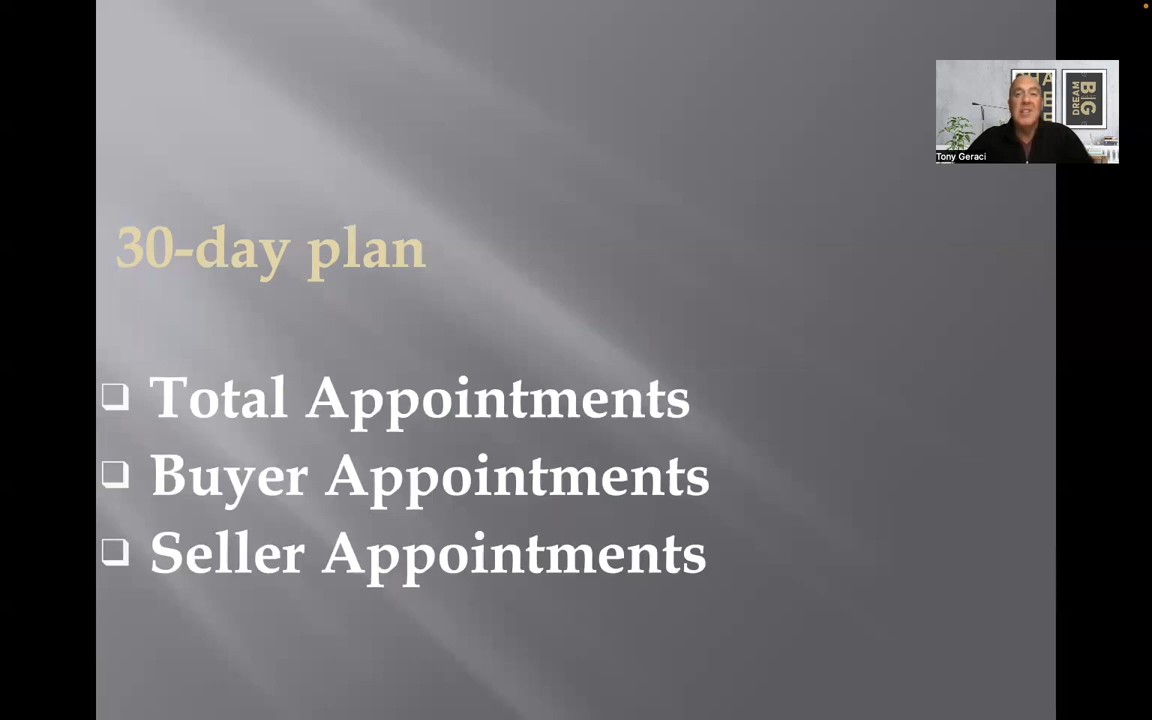 30-day plan
❑ Total Appointments
❑ Buyer Appointments
❑ Seller Appointments
DREAM
BIG
Tony Geraci